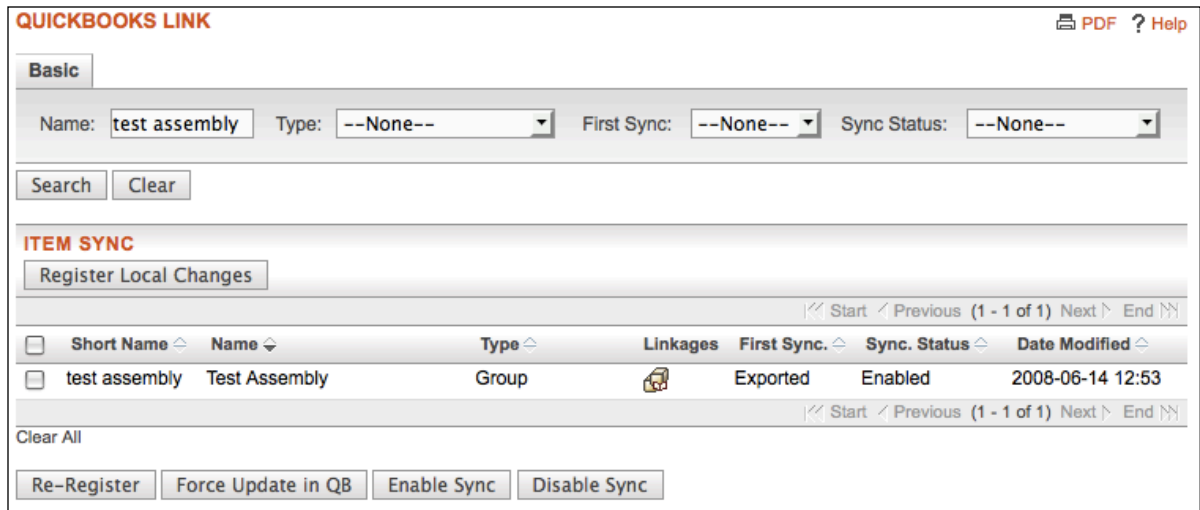 QUICKBOOKS LINK PDF ? Help
Basic
Name: test assembly Type: --None-- First Sync: --None-- Sync Status: --None--
Search Clear
ITEM SYNC
Register Local Changes
Start Previous (1 - 1 of 1) Next End
Short Name Name Type Linkages First Sync. Sync. Status Date Modified
test assembly Test Assembly Group Exported Enabled 2008-06-14 12:53
Start Previous (1 - 1 of 1) Next End
Clear All
Re-Register Force Update in QB Enable Sync Disable Sync